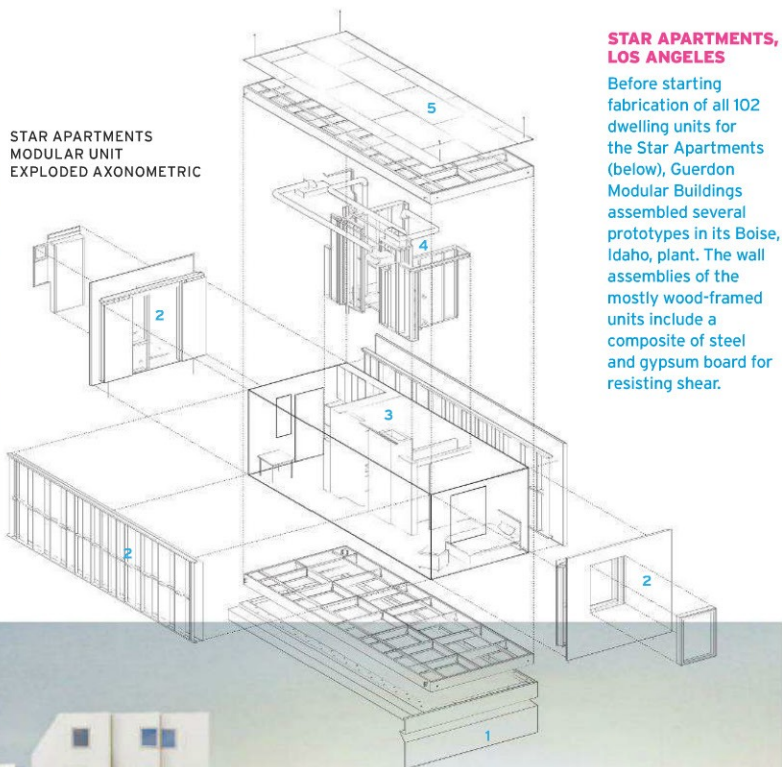 STAR APARTMENTS,
LOS ANGELES
Before starting
fabrication of all 102
dwelling units for
the Star Apartments
(below), Guerdon
Modular Buildings
assembled several
prototypes in its Boise,
Idaho, plant. The wall
assemblies of the
mostly wood-framed
units include a
composite of steel
and gypsum board for
resisting shear.
STAR APARTMENTS
MODULAR UNIT
EXPLODED AXONOMETRIC
5
4
2
3
2
2
1